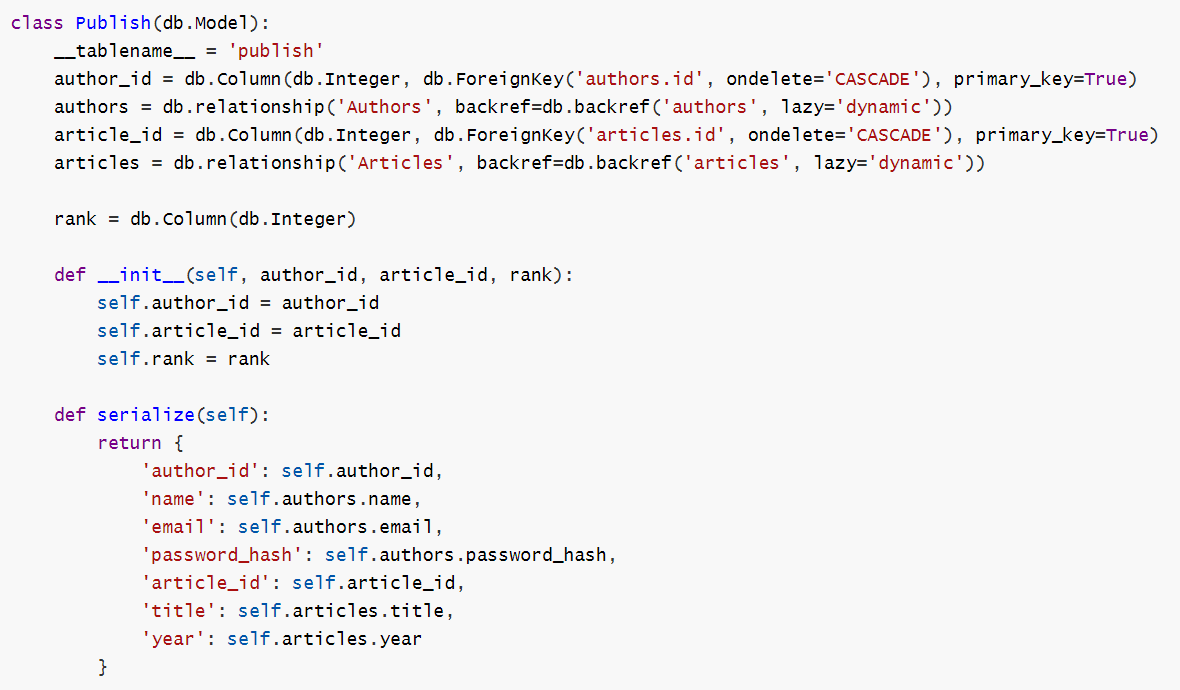 class Publish(db.Model):
    __tablename__ = 'publish'
    author_id = db.Column(db.Integer, db.ForeignKey('authors.id', ondelete='CASCADE'), primary_key=True)
    authors = db.relationship('Authors', backref=db.backref('authors', lazy='dynamic'))
    article_id = db.Column(db.Integer, db.ForeignKey('articles.id', ondelete='CASCADE'), primary_key=True)
    articles = db.relationship('Articles', backref=db.backref('articles', lazy='dynamic'))

    rank = db.Column(db.Integer)

    def __init__(self, author_id, article_id, rank):
        self.author_id = author_id
        self.article_id = article_id
        self.rank = rank

    def serialize(self):
        return {
            'author_id': self.author_id,
            'name': self.authors.name,
            'email': self.authors.email,
            'password_hash': self.authors.password_hash,
            'article_id': self.article_id,
            'title': self.articles.title,
            'year': self.articles.year
        }